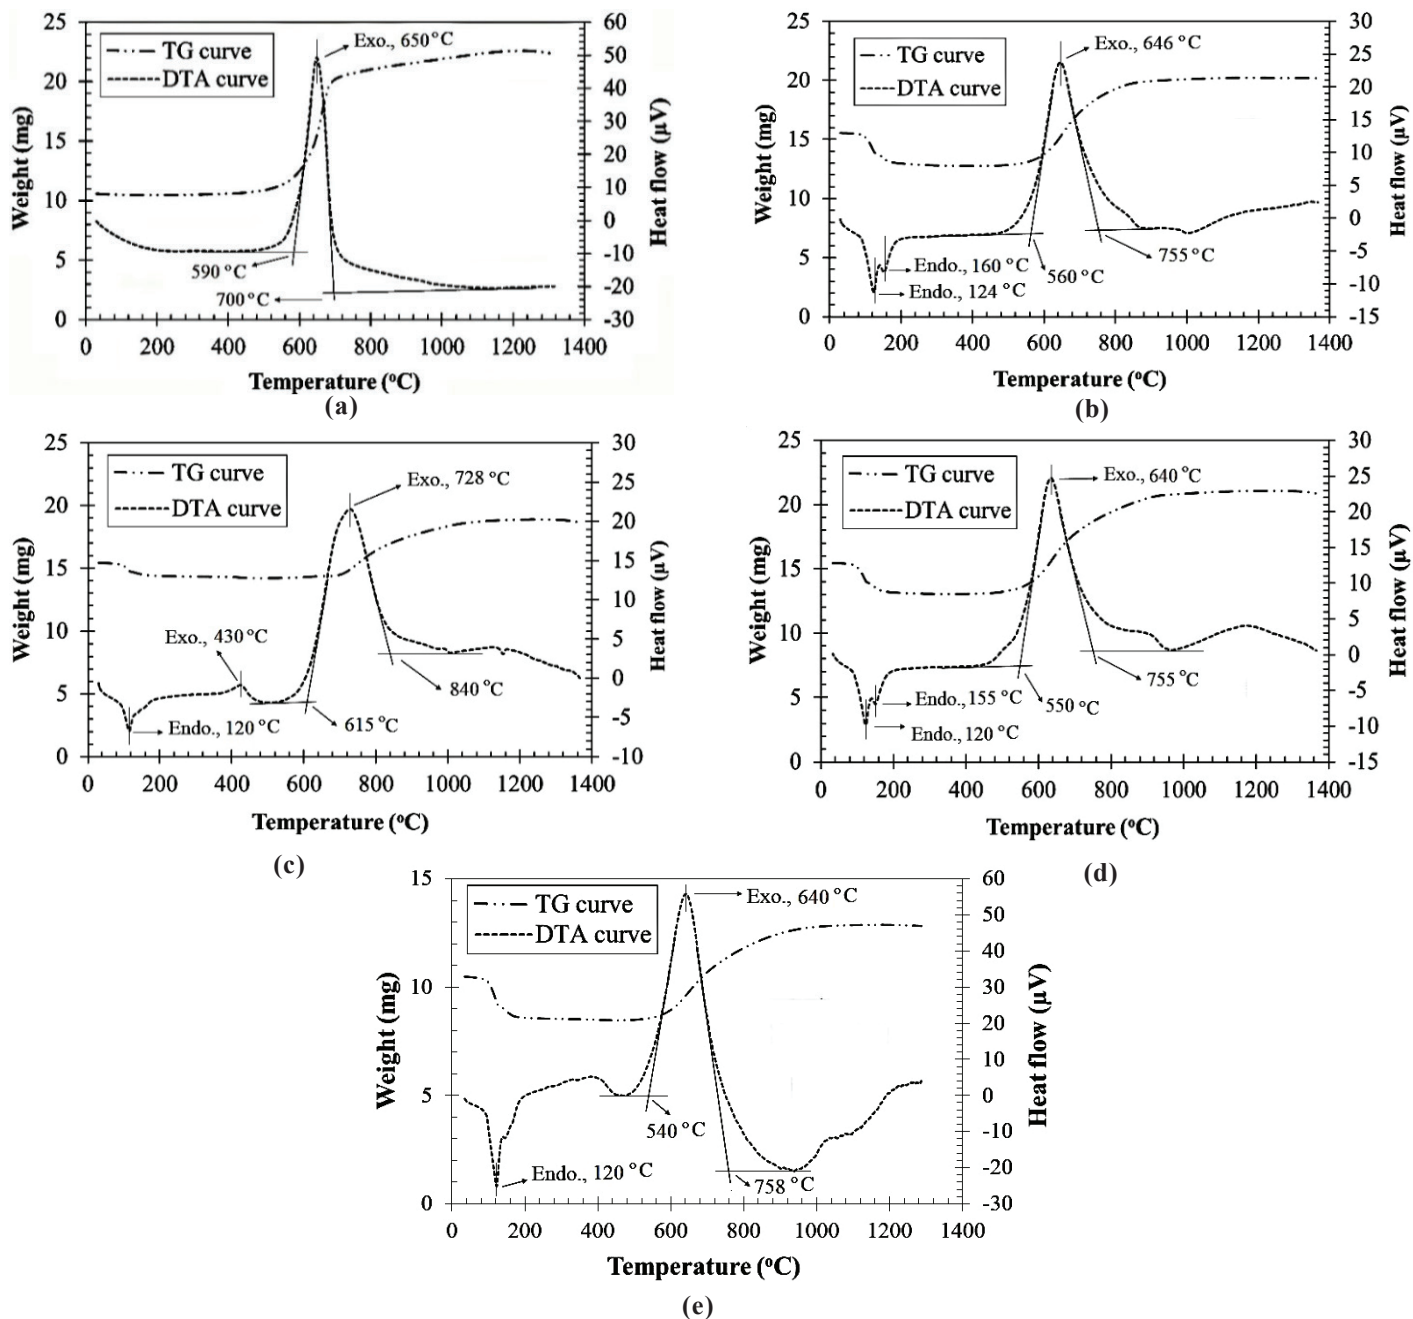 25
20
15
10
5
0
Weight (mg)
TG curve
DTA curve
Exo., 650 °C
590 °C
700 °C
60
50
40
30
20
10
0
-10
-20
-30
Heat flow (µV)
0 200 400 600 800 1000 1200 1400
Temperature (°C)
(a)
25
20
15
10
5
0
Weight (mg)
TG curve
DTA curve
Exo., 646 °C
Endo., 160 °C
Endo., 124 °C
560 °C
755 °C
30
25
20
15
10
5
0
-5
-10
-15
Heat flow (µV)
0 200 400 600 800 1000 1200 1400
Temperature (°C)
(b)
25
20
15
10
5
0
Weight (mg)
TG curve
DTA curve
Exo., 728 °C
Exo., 430 °C
Endo., 120 °C
615 °C
840 °C
30
25
20
15
10
5
0
-5
-10
Heat flow (µV)
0 200 400 600 800 1000 1200 1400
Temperature (°C)
(c)
25
20
15
10
5
0
Weight (mg)
TG curve
DTA curve
Exo., 640 °C
Endo., 155 °C
Endo., 120 °C
550 °C
755 °C
30
25
20
15
10
5
0
-5
-10
-15
Heat flow (µV)
0 200 400 600 800 1000 1200 1400
Temperature (°C)
(d)
15
10
5
0
Weight (mg)
TG curve
DTA curve
Exo., 640 °C
Endo., 120 °C
540 °C
758 °C
60
50
40
30
20
10
0
-10
-20
-30
Heat flow (µV)
0 200 400 600 800 1000 1200 1400
Temperature (°C)
(e)